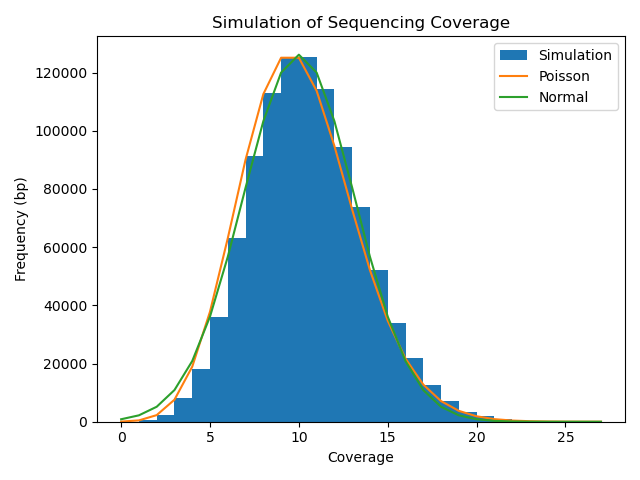 Simulation of Sequencing Coverage
Simulation
Poisson
Normal
Frequency (bp)
120000
100000
80000
60000
40000
20000
0
0 5 10 15 20 25
Coverage